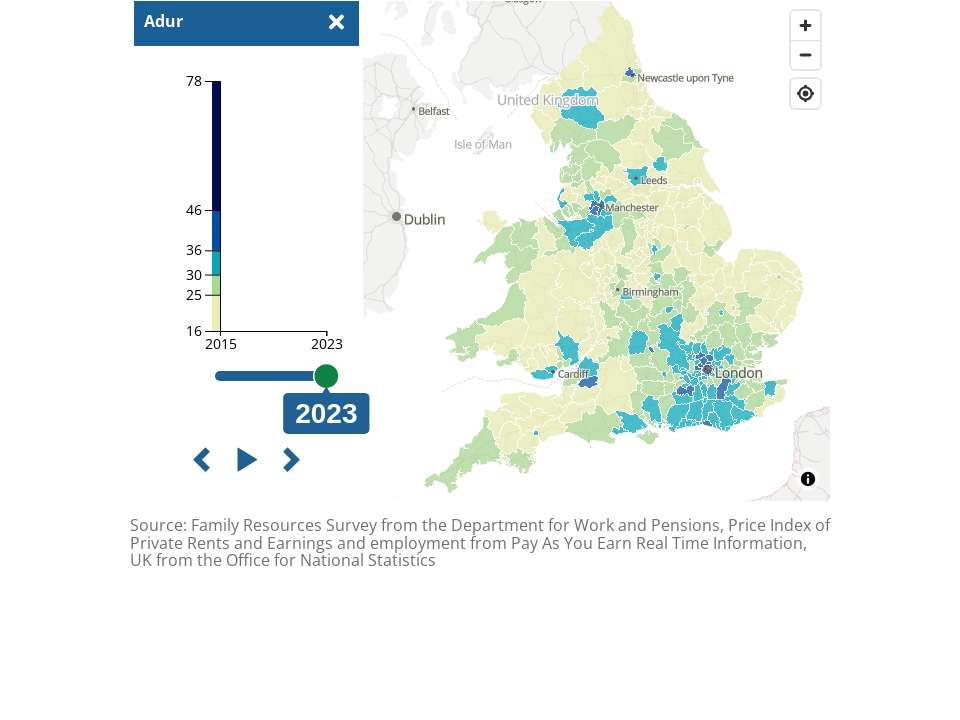 Adur
78
46
36
30
25
16
2015
2023
2023
Newcastle upon Tyne
United Kingdom
Belfast
Isle of Man
Leeds
Manchester
Dublin
Birmingham
Cardiff
London
Source: Family Resources Survey from the Department for Work and Pensions, Price Index of
Private Rents and Earnings and employment from Pay As You Earn Real Time Information,
UK from the Office for National Statistics